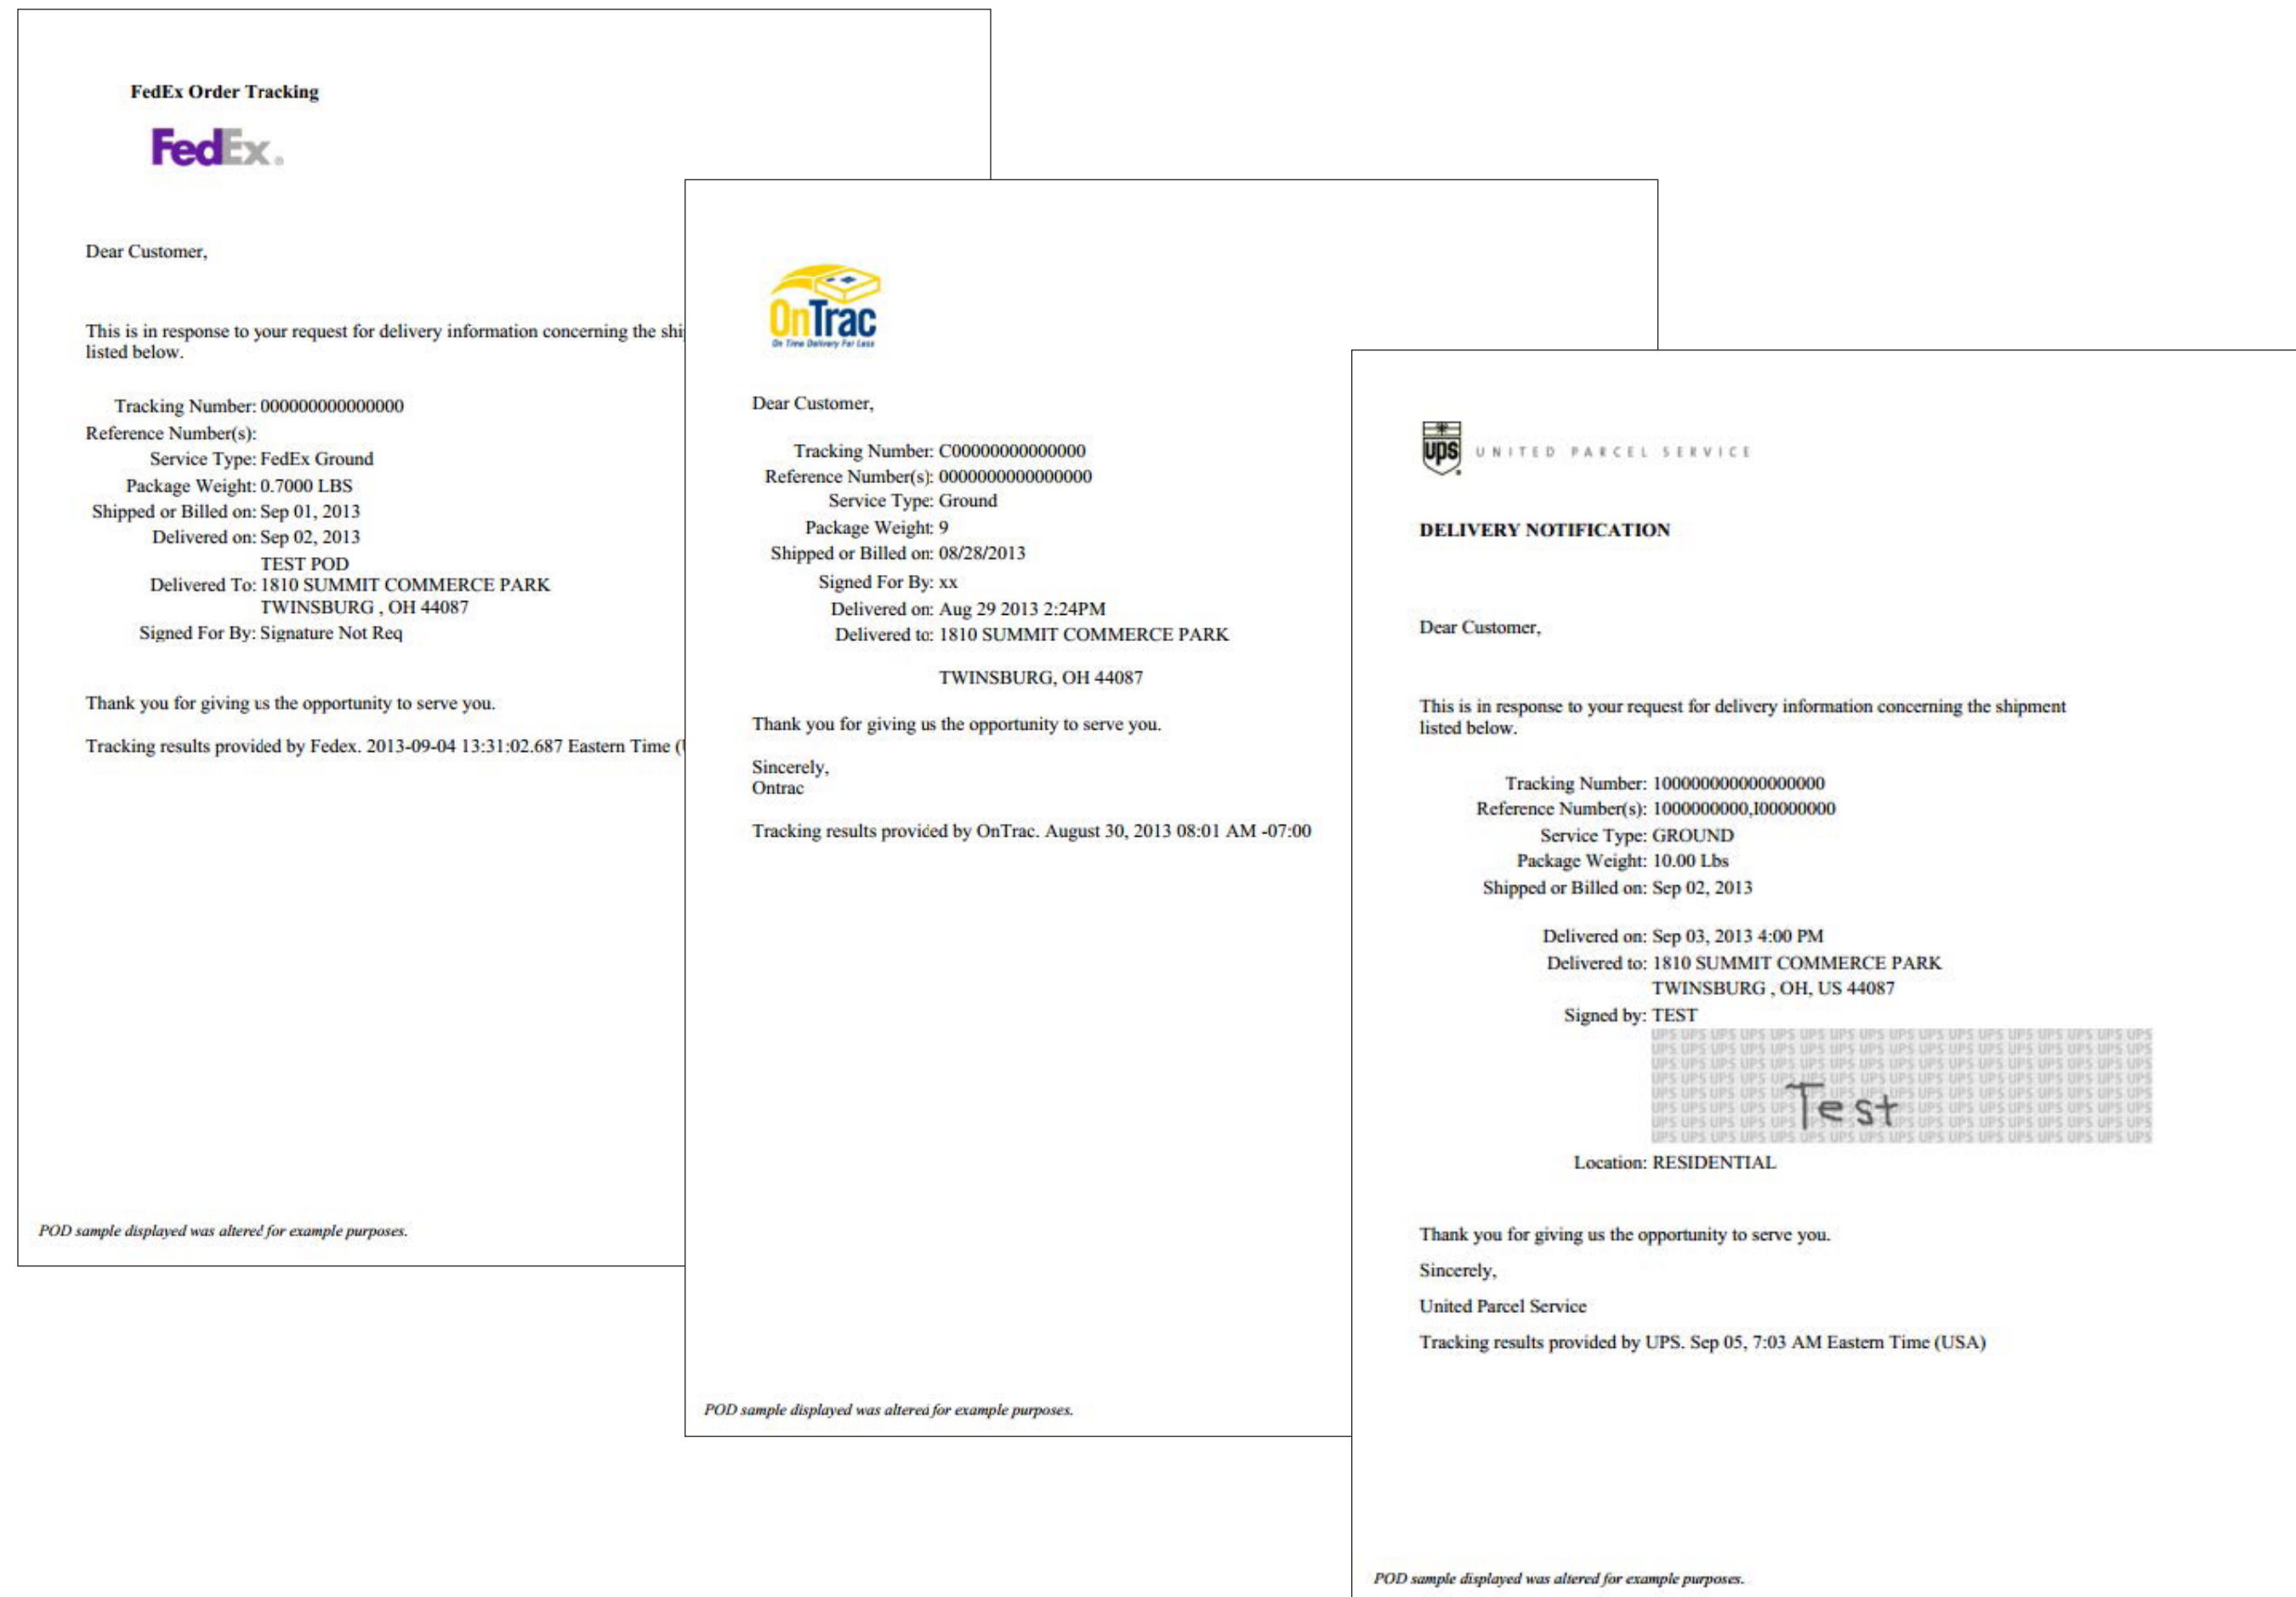 FedEx Order Tracking
FedEx®
Dear Customer,
This is in response to your request for delivery information concerning the
listed below.
Tracking Number: 000000000000000
Reference Number(s):
Service Type: FedEx Ground
Package Weight: 0.7000 LBS
Shipped or Billed on: Sep 01, 2013
Delivered on: Sep 02, 2013
TEST POD
Delivered To: 1810 SUMMIT COMMERCE PARK
TWINSBURG , OH 44087
Signed For By: Signature Not Req
Thank you for giving us the opportunity to serve you.
Tracking results provided by Fedex. 2013-09-04 13:31:02.687 Eastern Time (
POD sample displayed was altered for example purposes.
OnTrac
On Time Delivery For Less
Dear Customer,
Tracking Number: C00000000000000
Reference Number(s): 0000000000000000
Service Type: Ground
Package Weight: 9
Shipped or Billed on: 08/28/2013
Signed For By: xx
Delivered on: Aug 29 2013 2:24PM
Delivered to: 1810 SUMMIT COMMERCE PARK
TWINSBURG, OH 44087
Thank you for giving us the opportunity to serve you.
Sincerely,
Ontrac
Tracking results provided by OnTrac. August 30, 2013 08:01 AM -07:00
POD sample displayed was altered for example purposes.
ups UNITED PARCEL SERVICE
DELIVERY NOTIFICATION
Dear Customer,
This is in response to your request for delivery information concerning the shipment
listed below.
Tracking Number: 100000000000000000
Reference Number(s): 1000000000,I00000000
Service Type: GROUND
Package Weight: 10.00 Lbs
Shipped or Billed on: Sep 02, 2013
Delivered on: Sep 03, 2013 4:00 PM
Delivered to: 1810 SUMMIT COMMERCE PARK
TWINSBURG , OH, US 44087
Signed by: TEST
Test
Location: RESIDENTIAL
Thank you for giving us the opportunity to serve you.
Sincerely,
United Parcel Service
Tracking results provided by UPS. Sep 05, 7:03 AM Eastern Time (USA)
POD sample displayed was altered for example purposes.